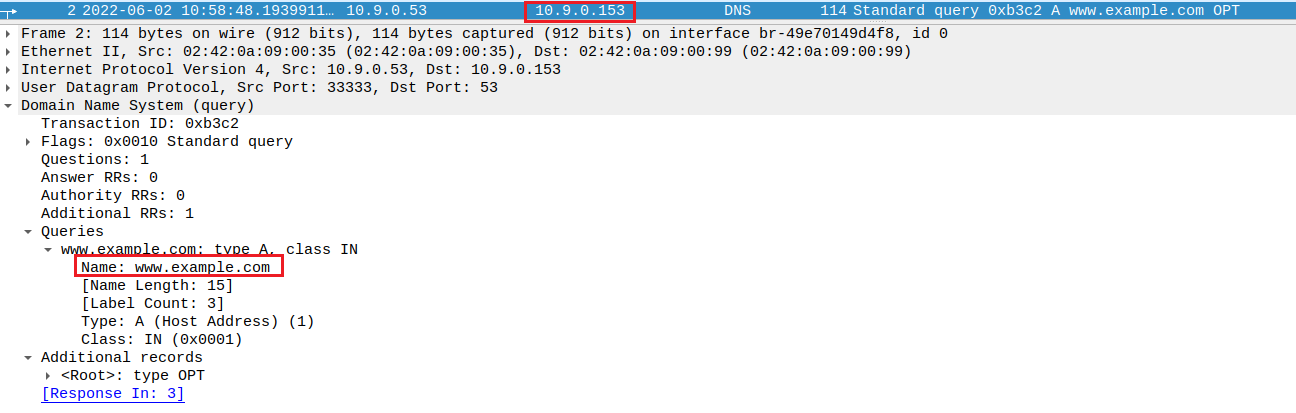 2 2022-06-02 10:58:48.1939911… 10.9.0.53 10.9.0.153 DNS 114 Standard query 0xb3c2 A www.example.com OPT
Frame 2: 114 bytes on wire (912 bits), 114 bytes captured (912 bits) on interface br-49e70149d4f8, id 0
Ethernet II, Src: 02:42:0a:09:00:35 (02:42:0a:09:00:35), Dst: 02:42:0a:09:00:99 (02:42:0a:09:00:99)
Internet Protocol Version 4, Src: 10.9.0.53, Dst: 10.9.0.153
User Datagram Protocol, Src Port: 33333, Dst Port: 53
Domain Name System (query)
Transaction ID: 0xb3c2
Flags: 0x0010 Standard query
Questions: 1
Answer RRs: 0
Authority RRs: 0
Additional RRs: 1
Queries
www.example.com: type A, class IN
Name: www.example.com
[Name Length: 15]
[Label Count: 3]
Type: A (Host Address) (1)
Class: IN (0x0001)
Additional records
<Root>: type OPT
[Response In: 3]